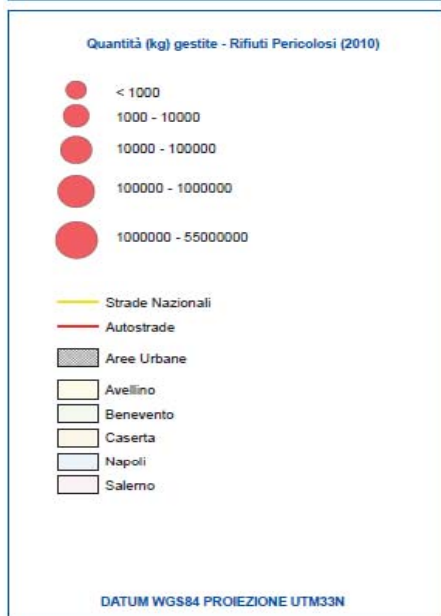 Quantità (kg) gestite - Rifiuti Pericolosi (2010)
< 1000
1000 - 10000
10000 - 100000
100000 - 1000000
1000000 - 55000000
Strade Nazionali
Autostrade
Aree Urbane
Avellino
Benevento
Caserta
Napoli
Salerno
DATUM WGS84 PROIEZIONE UTM33N